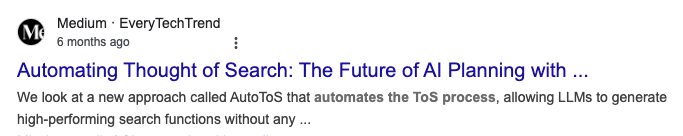 Medium · EveryTechTrend
6 months ago
Automating Thought of Search: The Future of AI Planning with ...
We look at a new approach called AutoToS that automates the ToS process, allowing LLMs to generate
high-performing search functions without any ...